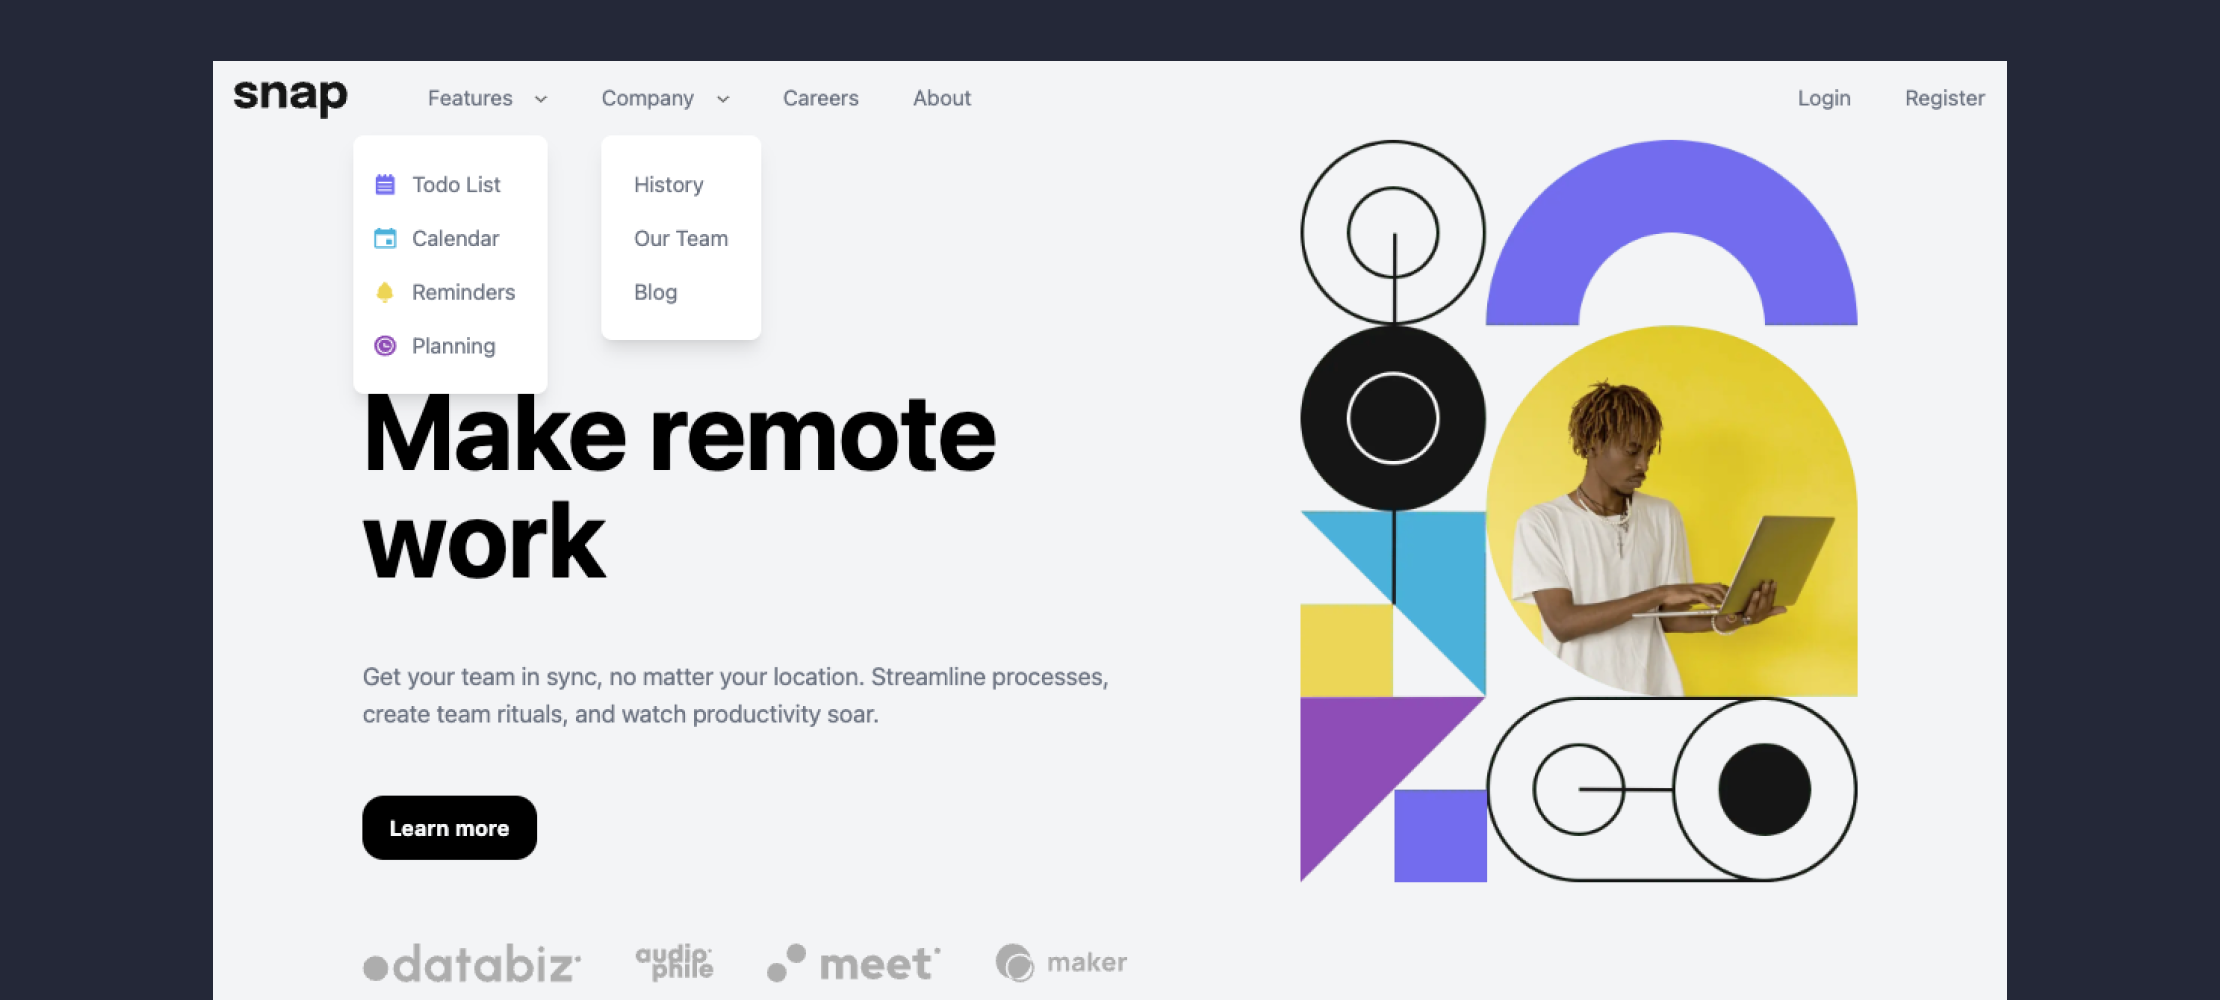 snap
Features
Company
Careers
About
Login
Register
Todo List
Calendar
Reminders
Planning
History
Our Team
Blog
Make remote
work
Get your team in sync, no matter your location. Streamline processes,
create team rituals, and watch productivity soar.
Learn more
databiz
audio
phile
meet
maker